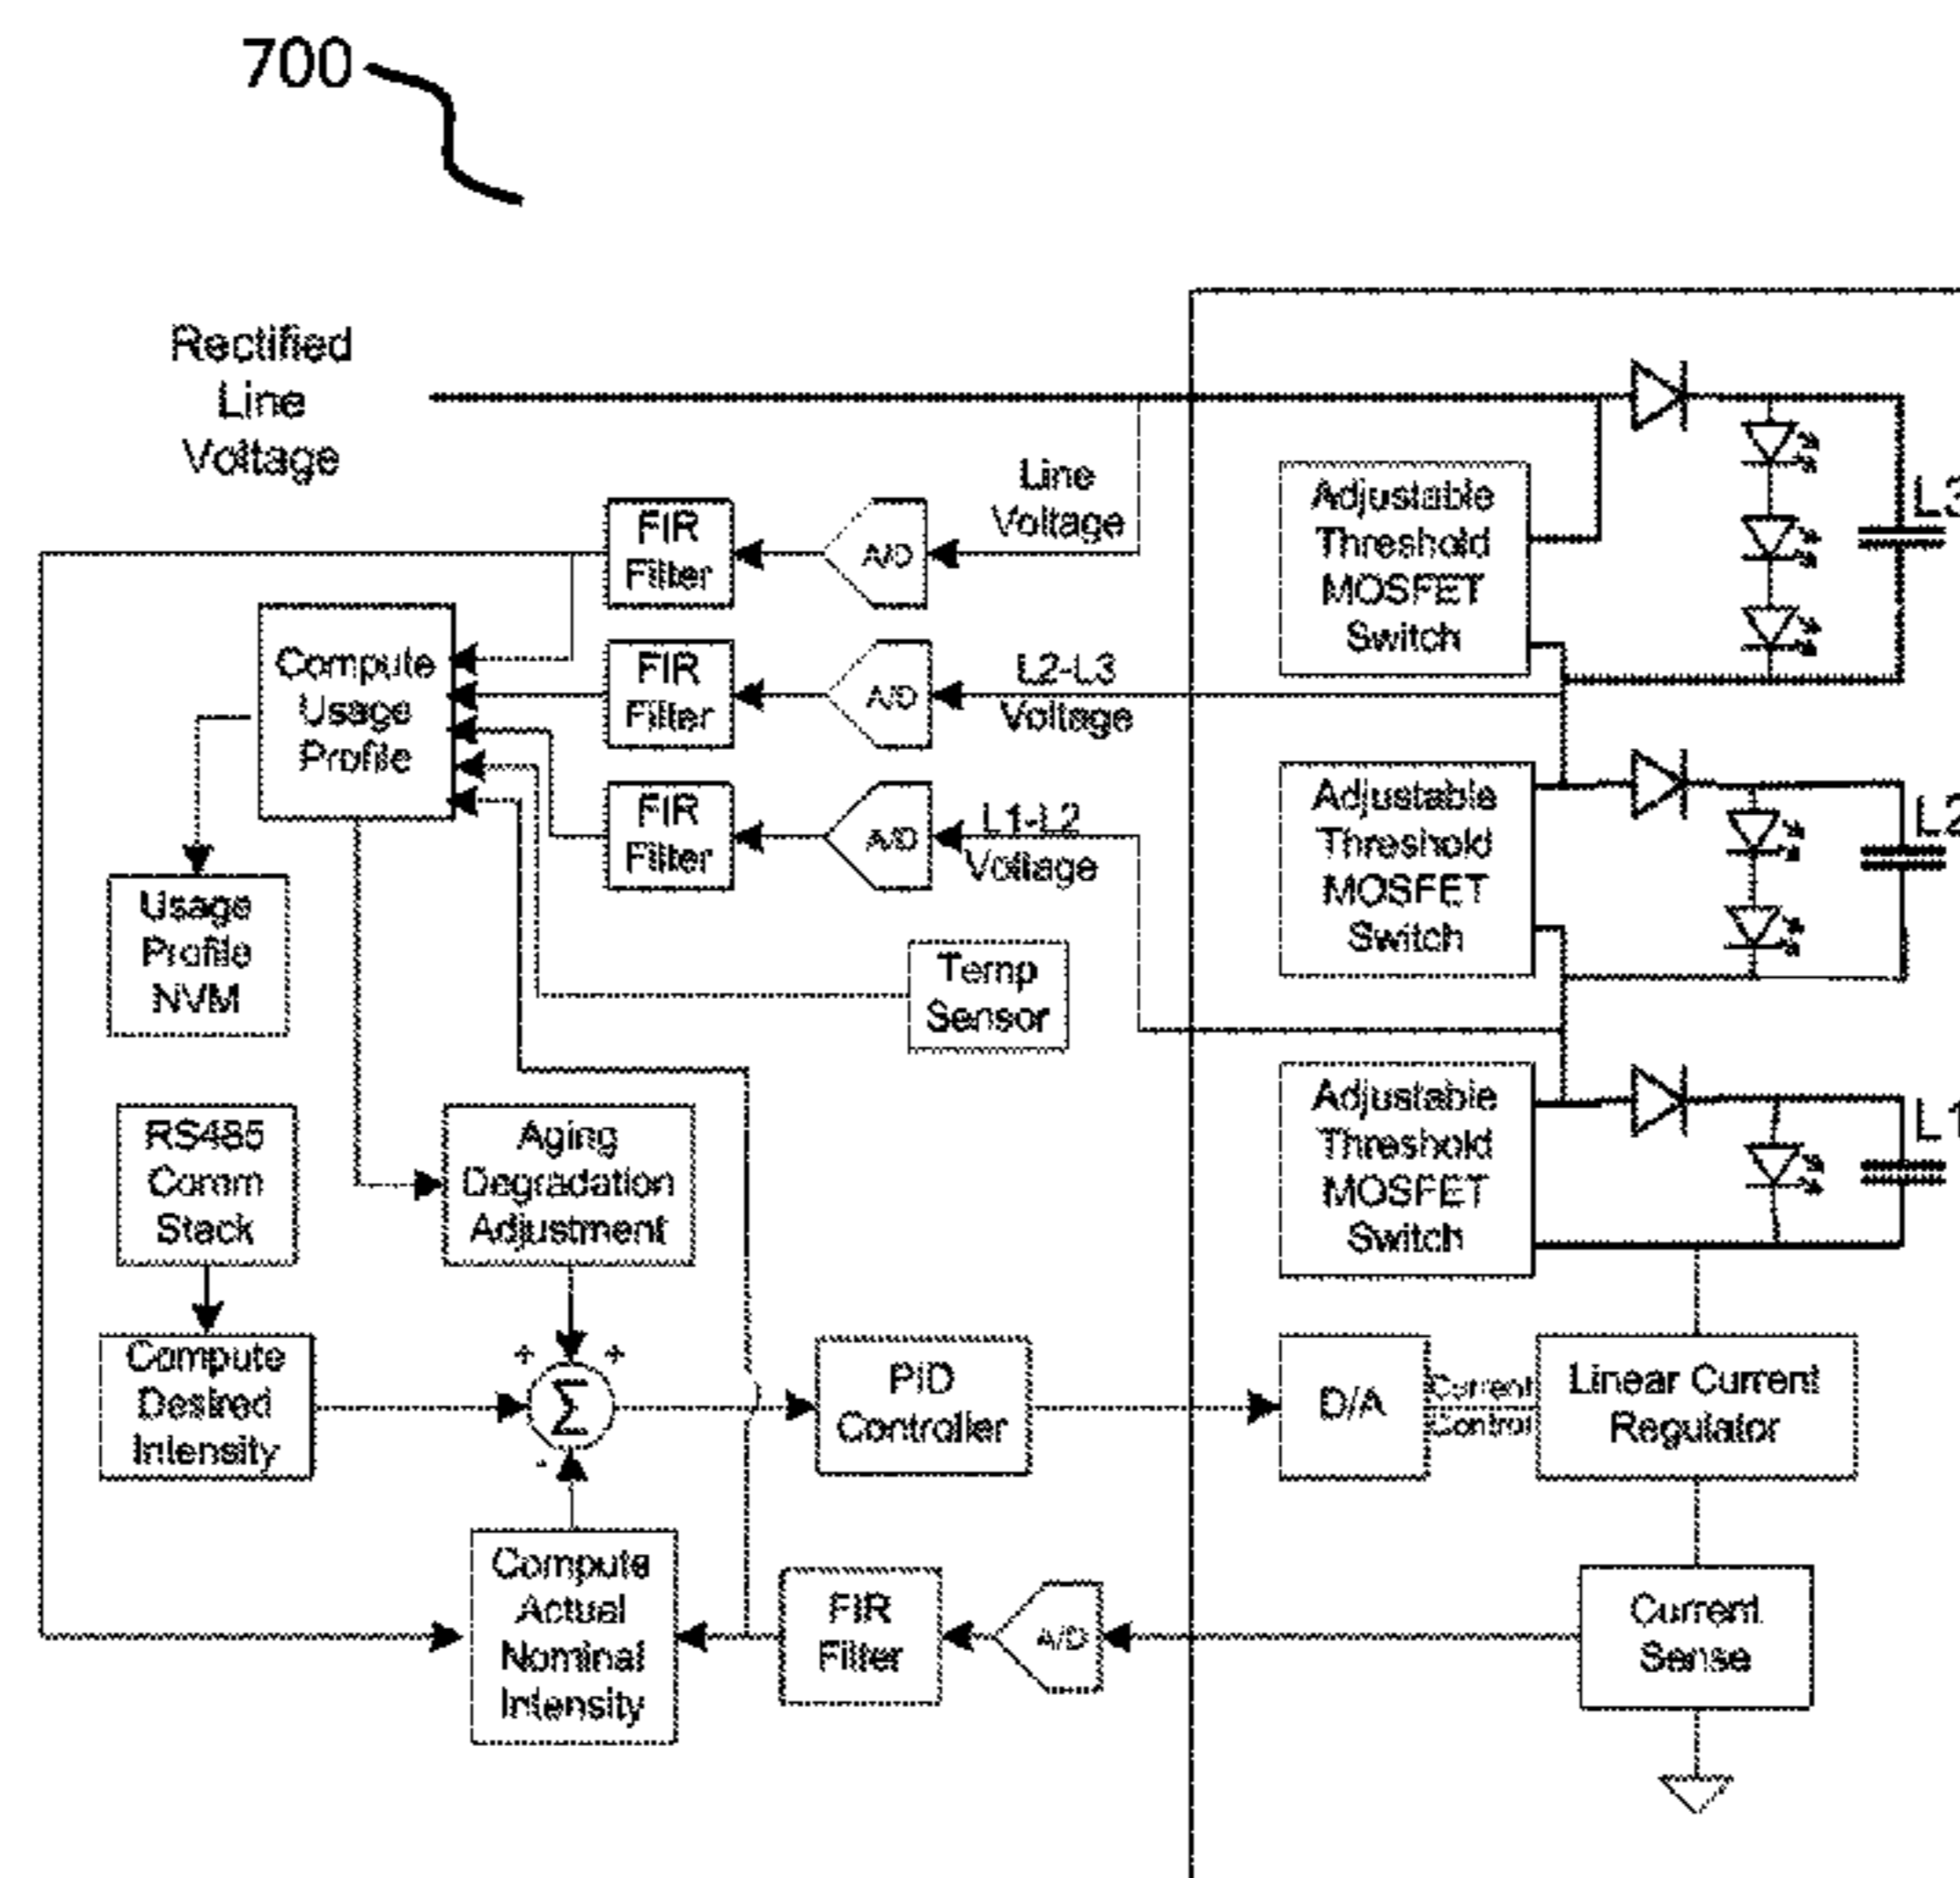 700
Rectified
Line
Voltage
Line
Voltage
A/D
FIR
Filter
L2-L3
Voltage
A/D
FIR
Filter
L1-L2
Voltage
A/D
FIR
Filter
Compute
Usage
Profile
Usage
Profile
NVM
Temp
Sensor
RS485
Comm
Stack
Aging
Degradation
Adjustment
Compute
Desired
Intensity
+
+
Σ
-
PID
Controller
Compute
Actual
Nominal
Intensity
FIR
Filter
A/D
Adjustable
Threshold
MOSFET
Switch
L3
Adjustable
Threshold
MOSFET
Switch
L2
Adjustable
Threshold
MOSFET
Switch
L1
D/A
Current
Control
Linear Current
Regulator
Current
Sense